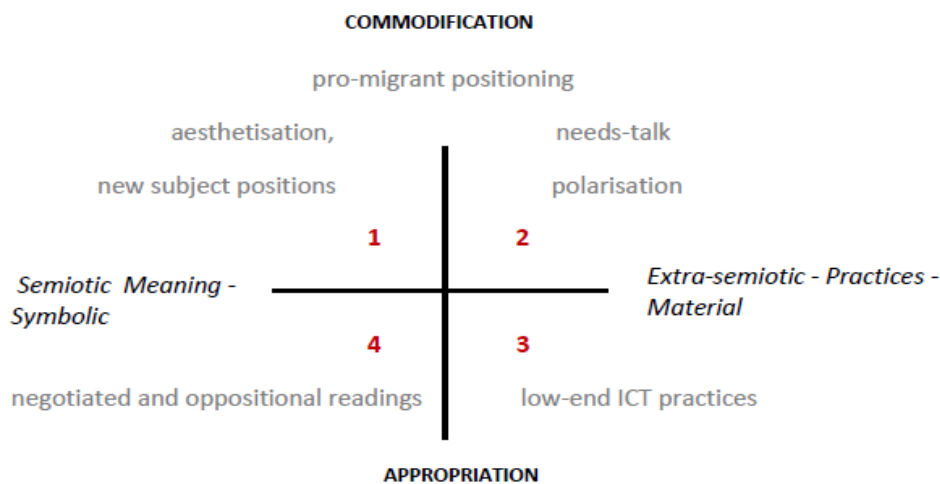 COMMODIFICATION
pro-migrant positioning
aesthetisation,
needs-talk
new subject positions
polarisation
1
2
Semiotic Meaning -
Symbolic
Extra-semiotic - Practices -
Material
4
3
negotiated and oppositional readings
low-end ICT practices
APPROPRIATION